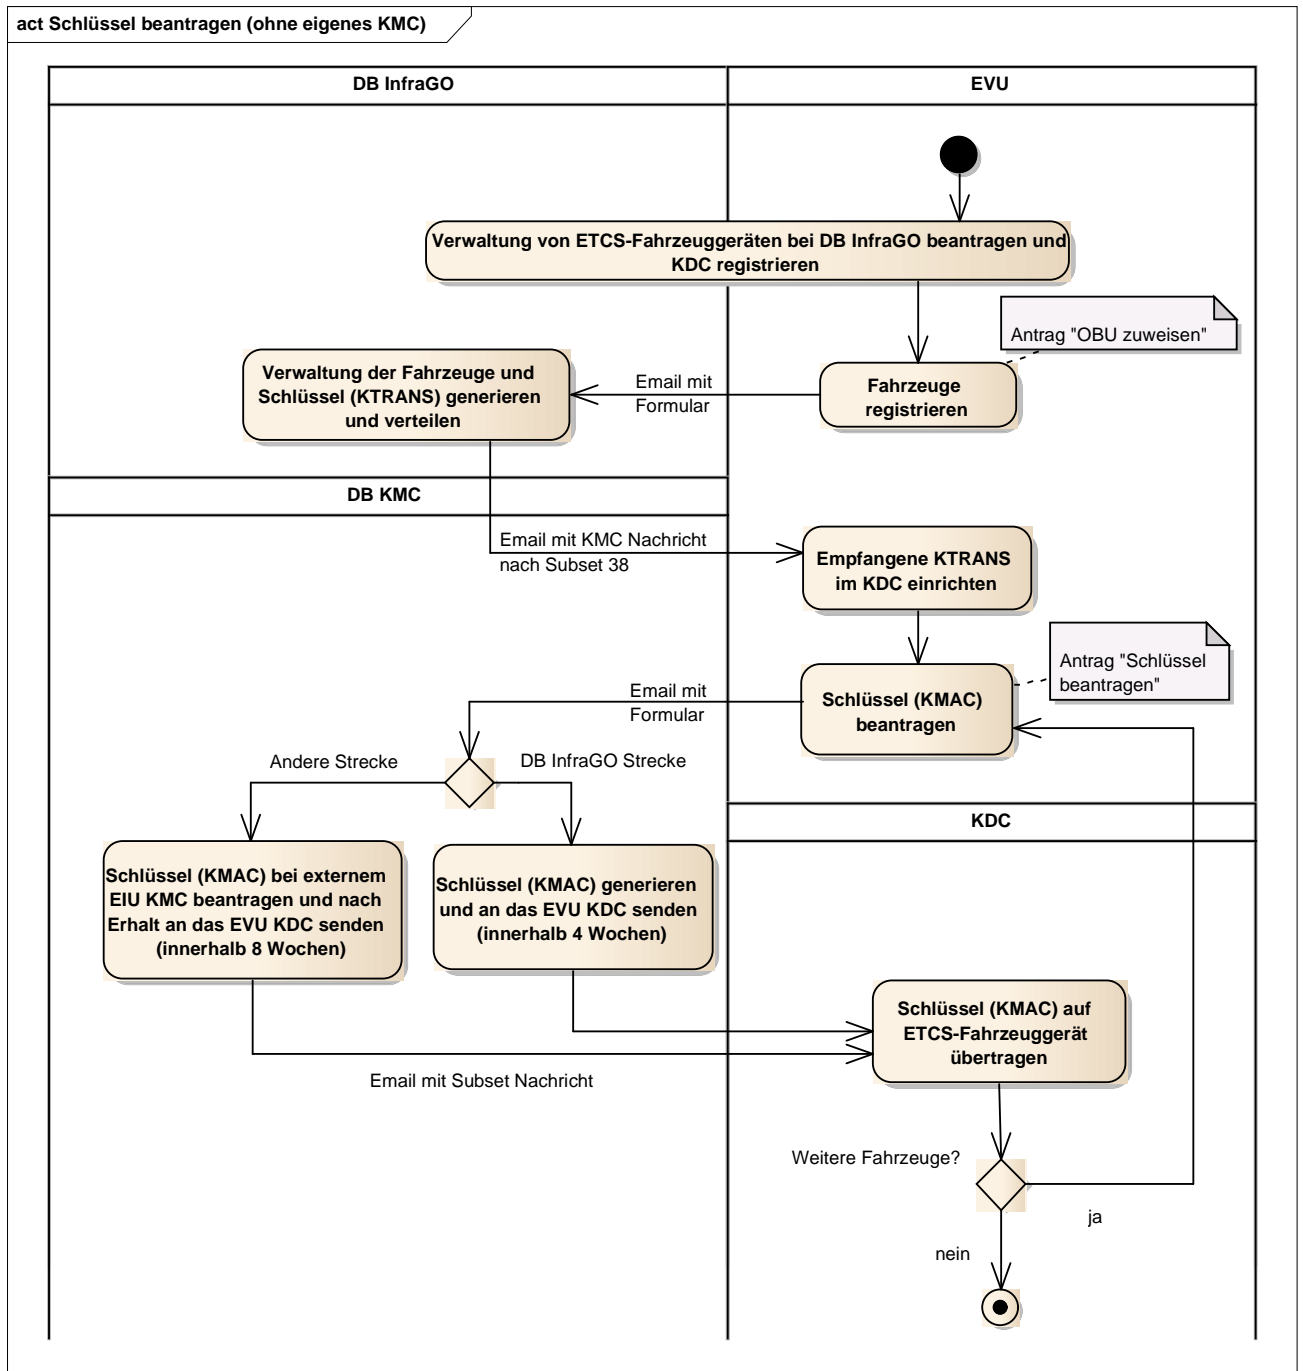 act Schlüssel beantragen (ohne eigenes KMC)
DB InfraGO
EVU
Verwaltung von ETCS-Fahrzeuggeräten bei DB InfraGO beantragen und
KDC registrieren
Antrag "OBU zuweisen"
Verwaltung der Fahrzeuge und
Schlüssel (KTRANS) generieren
und verteilen
Email mit
Formular
Fahrzeuge
registrieren
DB KMC
Email mit KMC Nachricht
nach Subset 38
Empfangene KTRANS
im KDC einrichten
Antrag "Schlüssel
beantragen"
Email mit
Formular
Schlüssel (KMAC)
beantragen
Andere Strecke
DB InfraGO Strecke
KDC
Schlüssel (KMAC) bei externem
EIU KMC beantragen und nach
Erhalt an das EVU KDC senden
(innerhalb 8 Wochen)
Schlüssel (KMAC) generieren
und an das EVU KDC senden
(innerhalb 4 Wochen)
Schlüssel (KMAC) auf
ETCS-Fahrzeuggerät
übertragen
Email mit Subset Nachricht
Weitere Fahrzeuge?
ja
nein